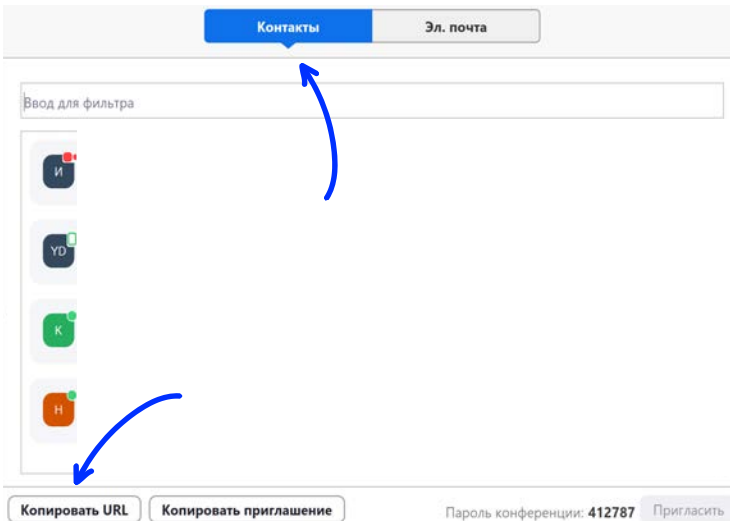 Контакты Эл. почта
Ввод для фильтра
И
YD
К
Н
Копировать URL Копировать приглашение Пароль конференции: 412787 Пригласить